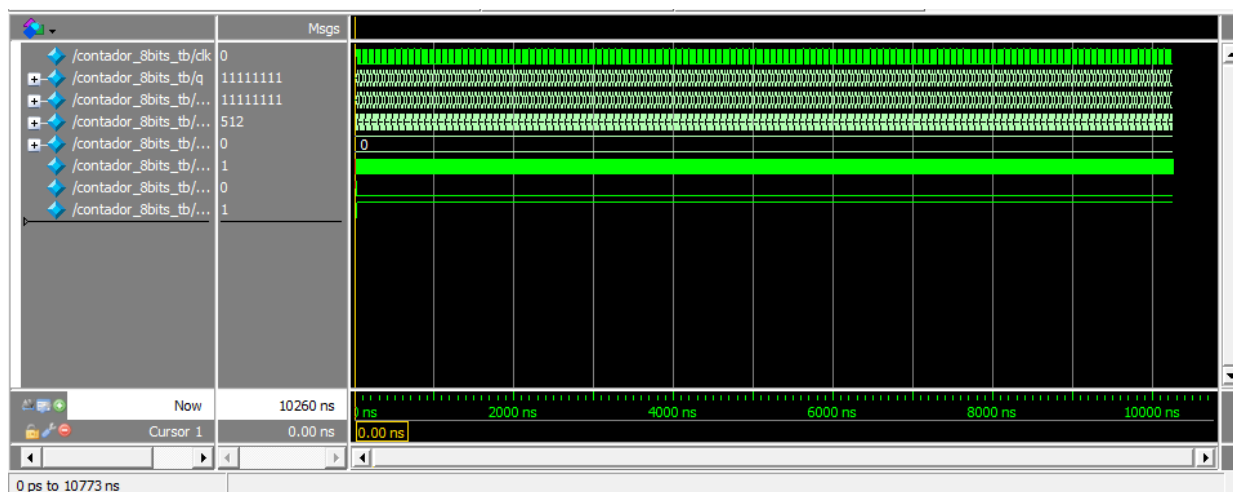 Msgs
/contador_8bits_tb/clk 0
/contador_8bits_tb/q 11111111
/contador_8bits_tb/... 11111111
/contador_8bits_tb/... 512
/contador_8bits_tb/... 0 0
/contador_8bits_tb/... 1
/contador_8bits_tb/... 0
/contador_8bits_tb/... 1
Now 10260 ns ns 2000 ns 4000 ns 6000 ns 8000 ns 10000 ns
Cursor 1 0.00 ns 0.00 ns
0 ps to 10773 ns